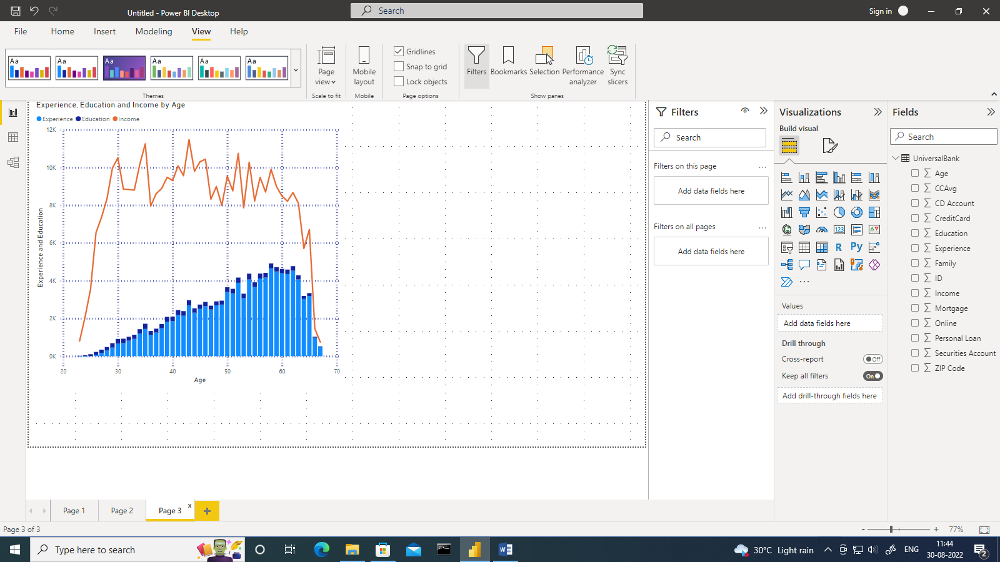 Untitled - Power BI Desktop
Search
Sign in
File
Home
Insert
Modeling
View
Help
Aa
Aa
Aa
Aa
Aa
Aa
Themes
Page view
Scale to fit
Mobile layout
Mobile
Gridlines
Snap to grid
Lock objects
Page options
Filters
Bookmarks
Selection
Performance analyzer
Sync slicers
Show panes
Experience, Education and Income by Age
Experience
Education
Income
12K
10K
8K
6K
4K
2K
0K
Experience and Education
20
30
40
50
60
70
Age
Filters
Search
Filters on this page
Add data fields here
Filters on all pages
Add data fields here
Visualizations
Build visual
123
R
Py
Values
Add data fields here
Drill through
Cross-report
Off
Keep all filters
On
Add drill-through fields here
Fields
Search
UniversalBank
Age
CCAvg
CD Account
CreditCard
Education
Experience
Family
ID
Income
Mortgage
Online
Personal Loan
Securities Account
ZIP Code
Page 1
Page 2
Page 3
x
Page 3 of 3
77%
Type here to search
30°C Light rain
ENG
11:44
30-08-2022
2